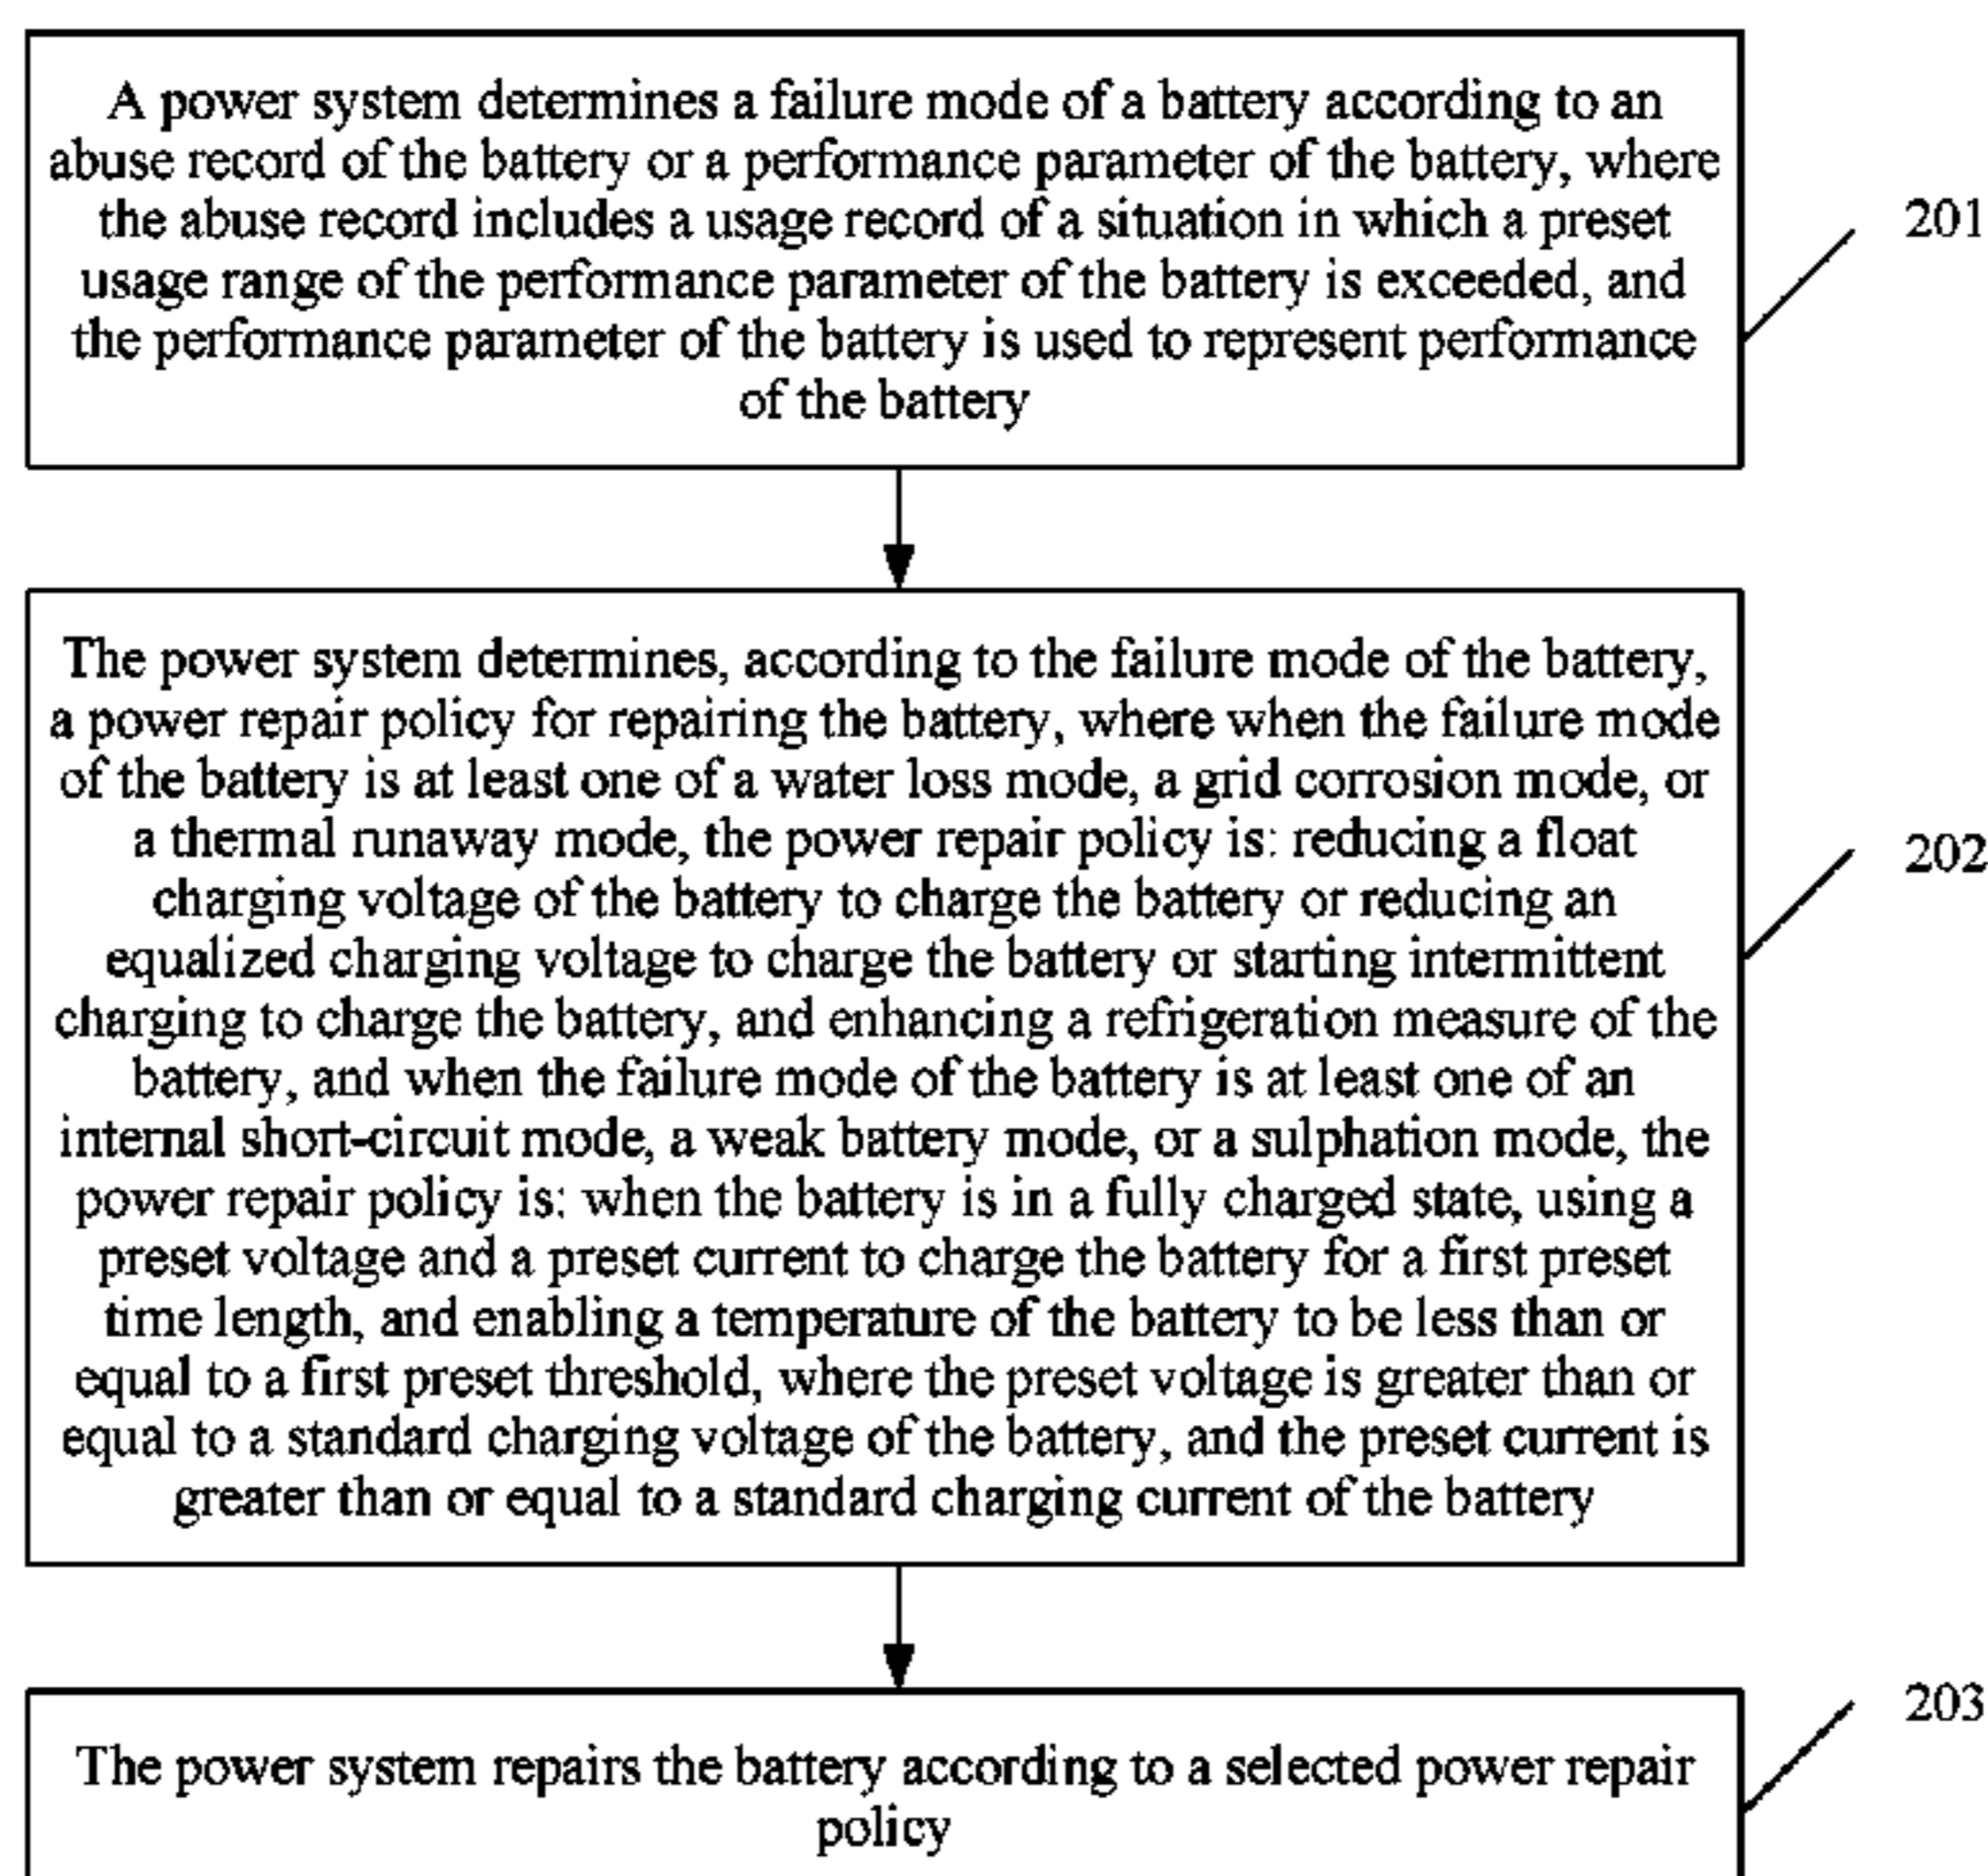 A power system determines a failure mode of a battery according to an
abuse record of the battery or a performance parameter of the battery, where
the abuse record includes a usage record of a situation in which a preset
usage range of the performance parameter of the battery is exceeded, and
the performance parameter of the battery is used to represent performance
of the battery
201
The power system determines, according to the failure mode of the battery,
a power repair policy for repairing the battery, where when the failure mode
of the battery is at least one of a water loss mode, a grid corrosion mode, or
a thermal runaway mode, the power repair policy is: reducing a float
charging voltage of the battery to charge the battery or reducing an
equalized charging voltage to charge the battery or starting intermittent
charging to charge the battery, and enhancing a refrigeration measure of the
battery, and when the failure mode of the battery is at least one of an
internal short-circuit mode, a weak battery mode, or a sulphation mode, the
power repair policy is: when the battery is in a fully charged state, using a
preset voltage and a preset current to charge the battery for a first preset
time length, and enabling a temperature of the battery to be less than or
equal to a first preset threshold, where the preset voltage is greater than or
equal to a standard charging voltage of the battery, and the preset current is
greater than or equal to a standard charging current of the battery
202
The power system repairs the battery according to a selected power repair
policy
203